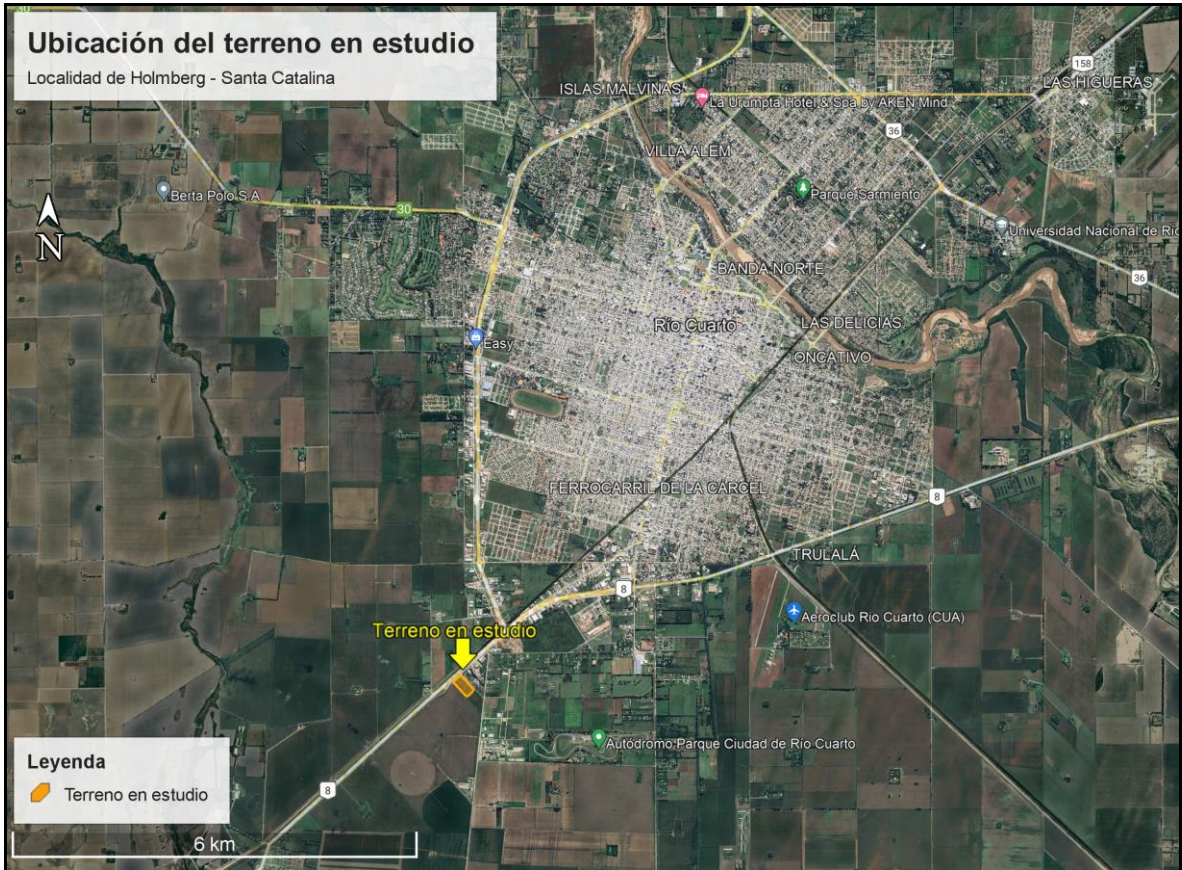 30
Ubicación del terreno en estudio
Localidad de Holmberg - Santa Catalina
158
LAS HIGUERAS
ISLAS MALVINAS
La Urumpta Hotel & Spa by AKEN Mind
36
VILLA ALEM
Berta Polo S A
Parque Sarmiento
30
N
Universidad Nacional de Río
BANDA NORTE
36
LAS DELICIAS
Río Cuarto
Easy
ONCATIVO
FERROCARRIL DE LA CARCEL
8
TRULALÁ
8
Aeroclub Rio Cuarto (CUA)
Terreno en estudio
Autódromo Parque Ciudad de Río Cuarto
Leyenda
Terreno en estudio
8
6 km